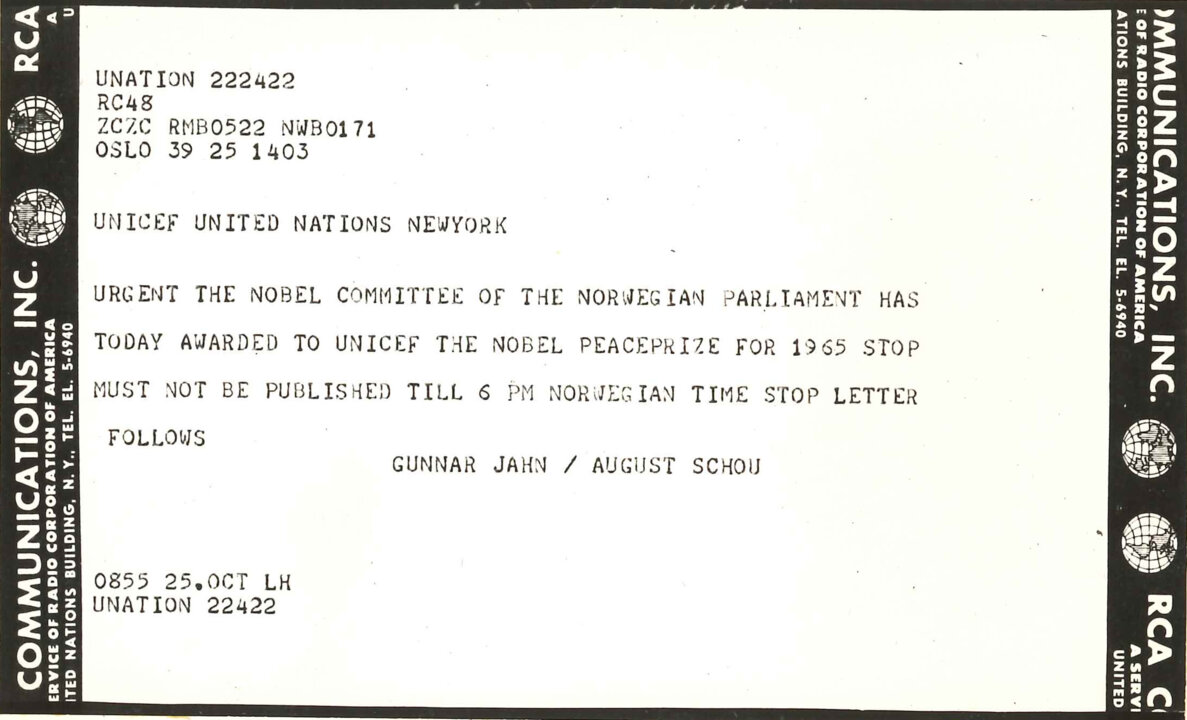 UNATION 222422
RC48
ZCZC RMB0522 NWB0171
OSLO 39 25 1403
UNICEF UNITED NATIONS NEWYORK
URGENT THE NOBEL COMMITTEE OF THE NORWEGIAN PARLIAMENT HAS
TODAY AWARDED TO UNICEF THE NOBEL PEACEPRIZE FOR 1965 STOP
MUST NOT BE PUBLISHED TILL 6 PM NORWEGIAN TIME STOP LETTER
FOLLOWS
GUNNAR JAHN / AUGUST SCHOU
0855 25.OCT LH
UNATION 22422
COMMUNICATIONS, INC. RCA
ERVICE OF RADIO CORPORATION OF AMERICA A
ITED NATIONS BUILDING, N. Y., TEL. EL. 5-6940 U
OMMUNICATIONS, INC. RCA C
E OF RADIO CORPORATION OF AMERICA A SERVI
ATIONS BUILDING, N. Y., TEL. EL. 5-6940 UNITED